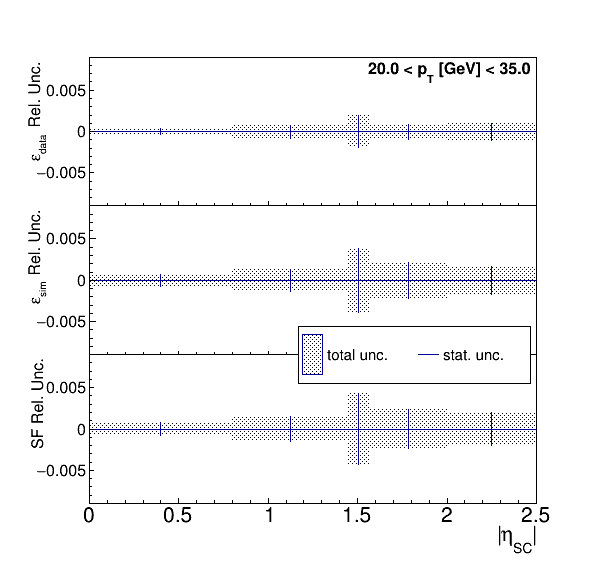 20.0 < p_T [GeV] < 35.0
ε_data Rel. Unc.
0.005
0
−0.005
ε_sim Rel. Unc.
0.005
0
−0.005
total unc.
stat. unc.
SF Rel. Unc.
0.005
0
−0.005
0 0.5 1 1.5 2 2.5
|η_SC|